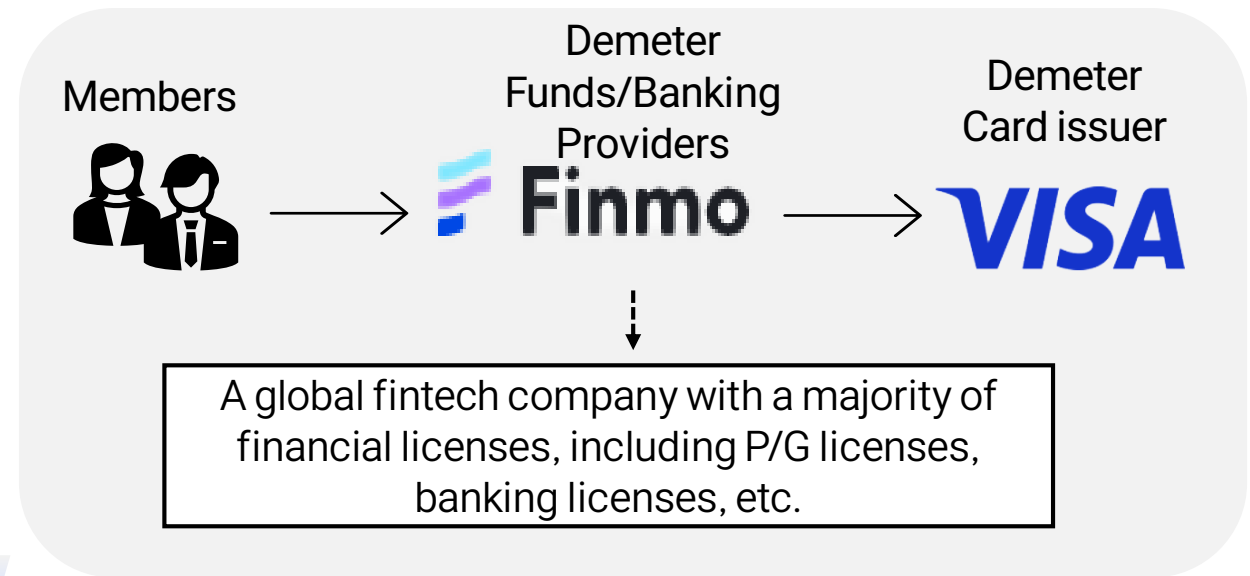 Members
Demeter
Funds/Banking
Providers
Finmo
Demeter
Card issuer
VISA
A global fintech company with a majority of
financial licenses, including P/G licenses,
banking licenses, etc.